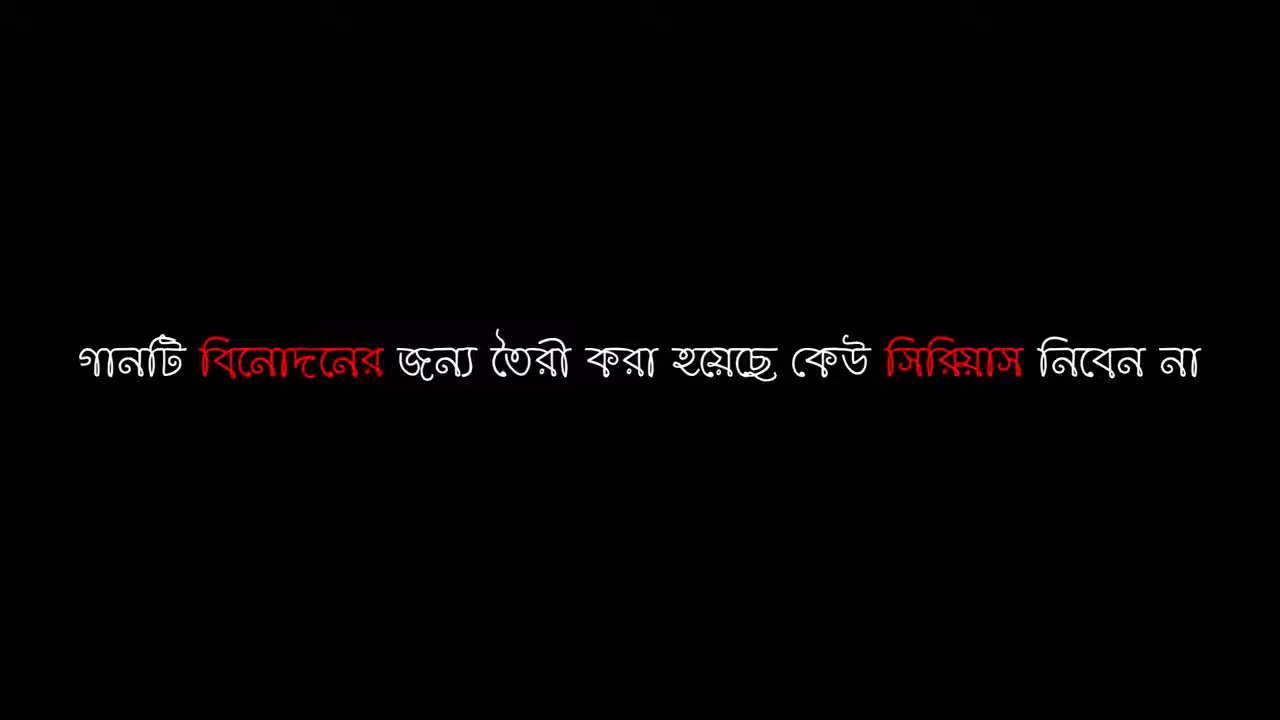 গানটি বিনোদনের জন্য তৈরী করা হয়েছে কেউ সিরিয়াস নিবেন না